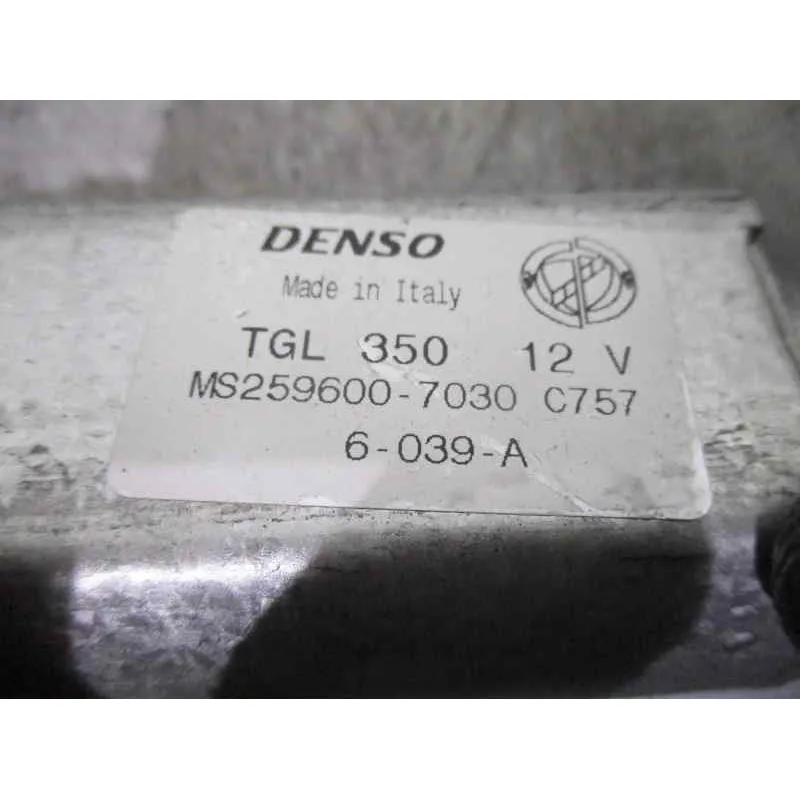 DENSO
Made in Italy
TGL 350 12 V
MS259600-7030 C757
6-039-A